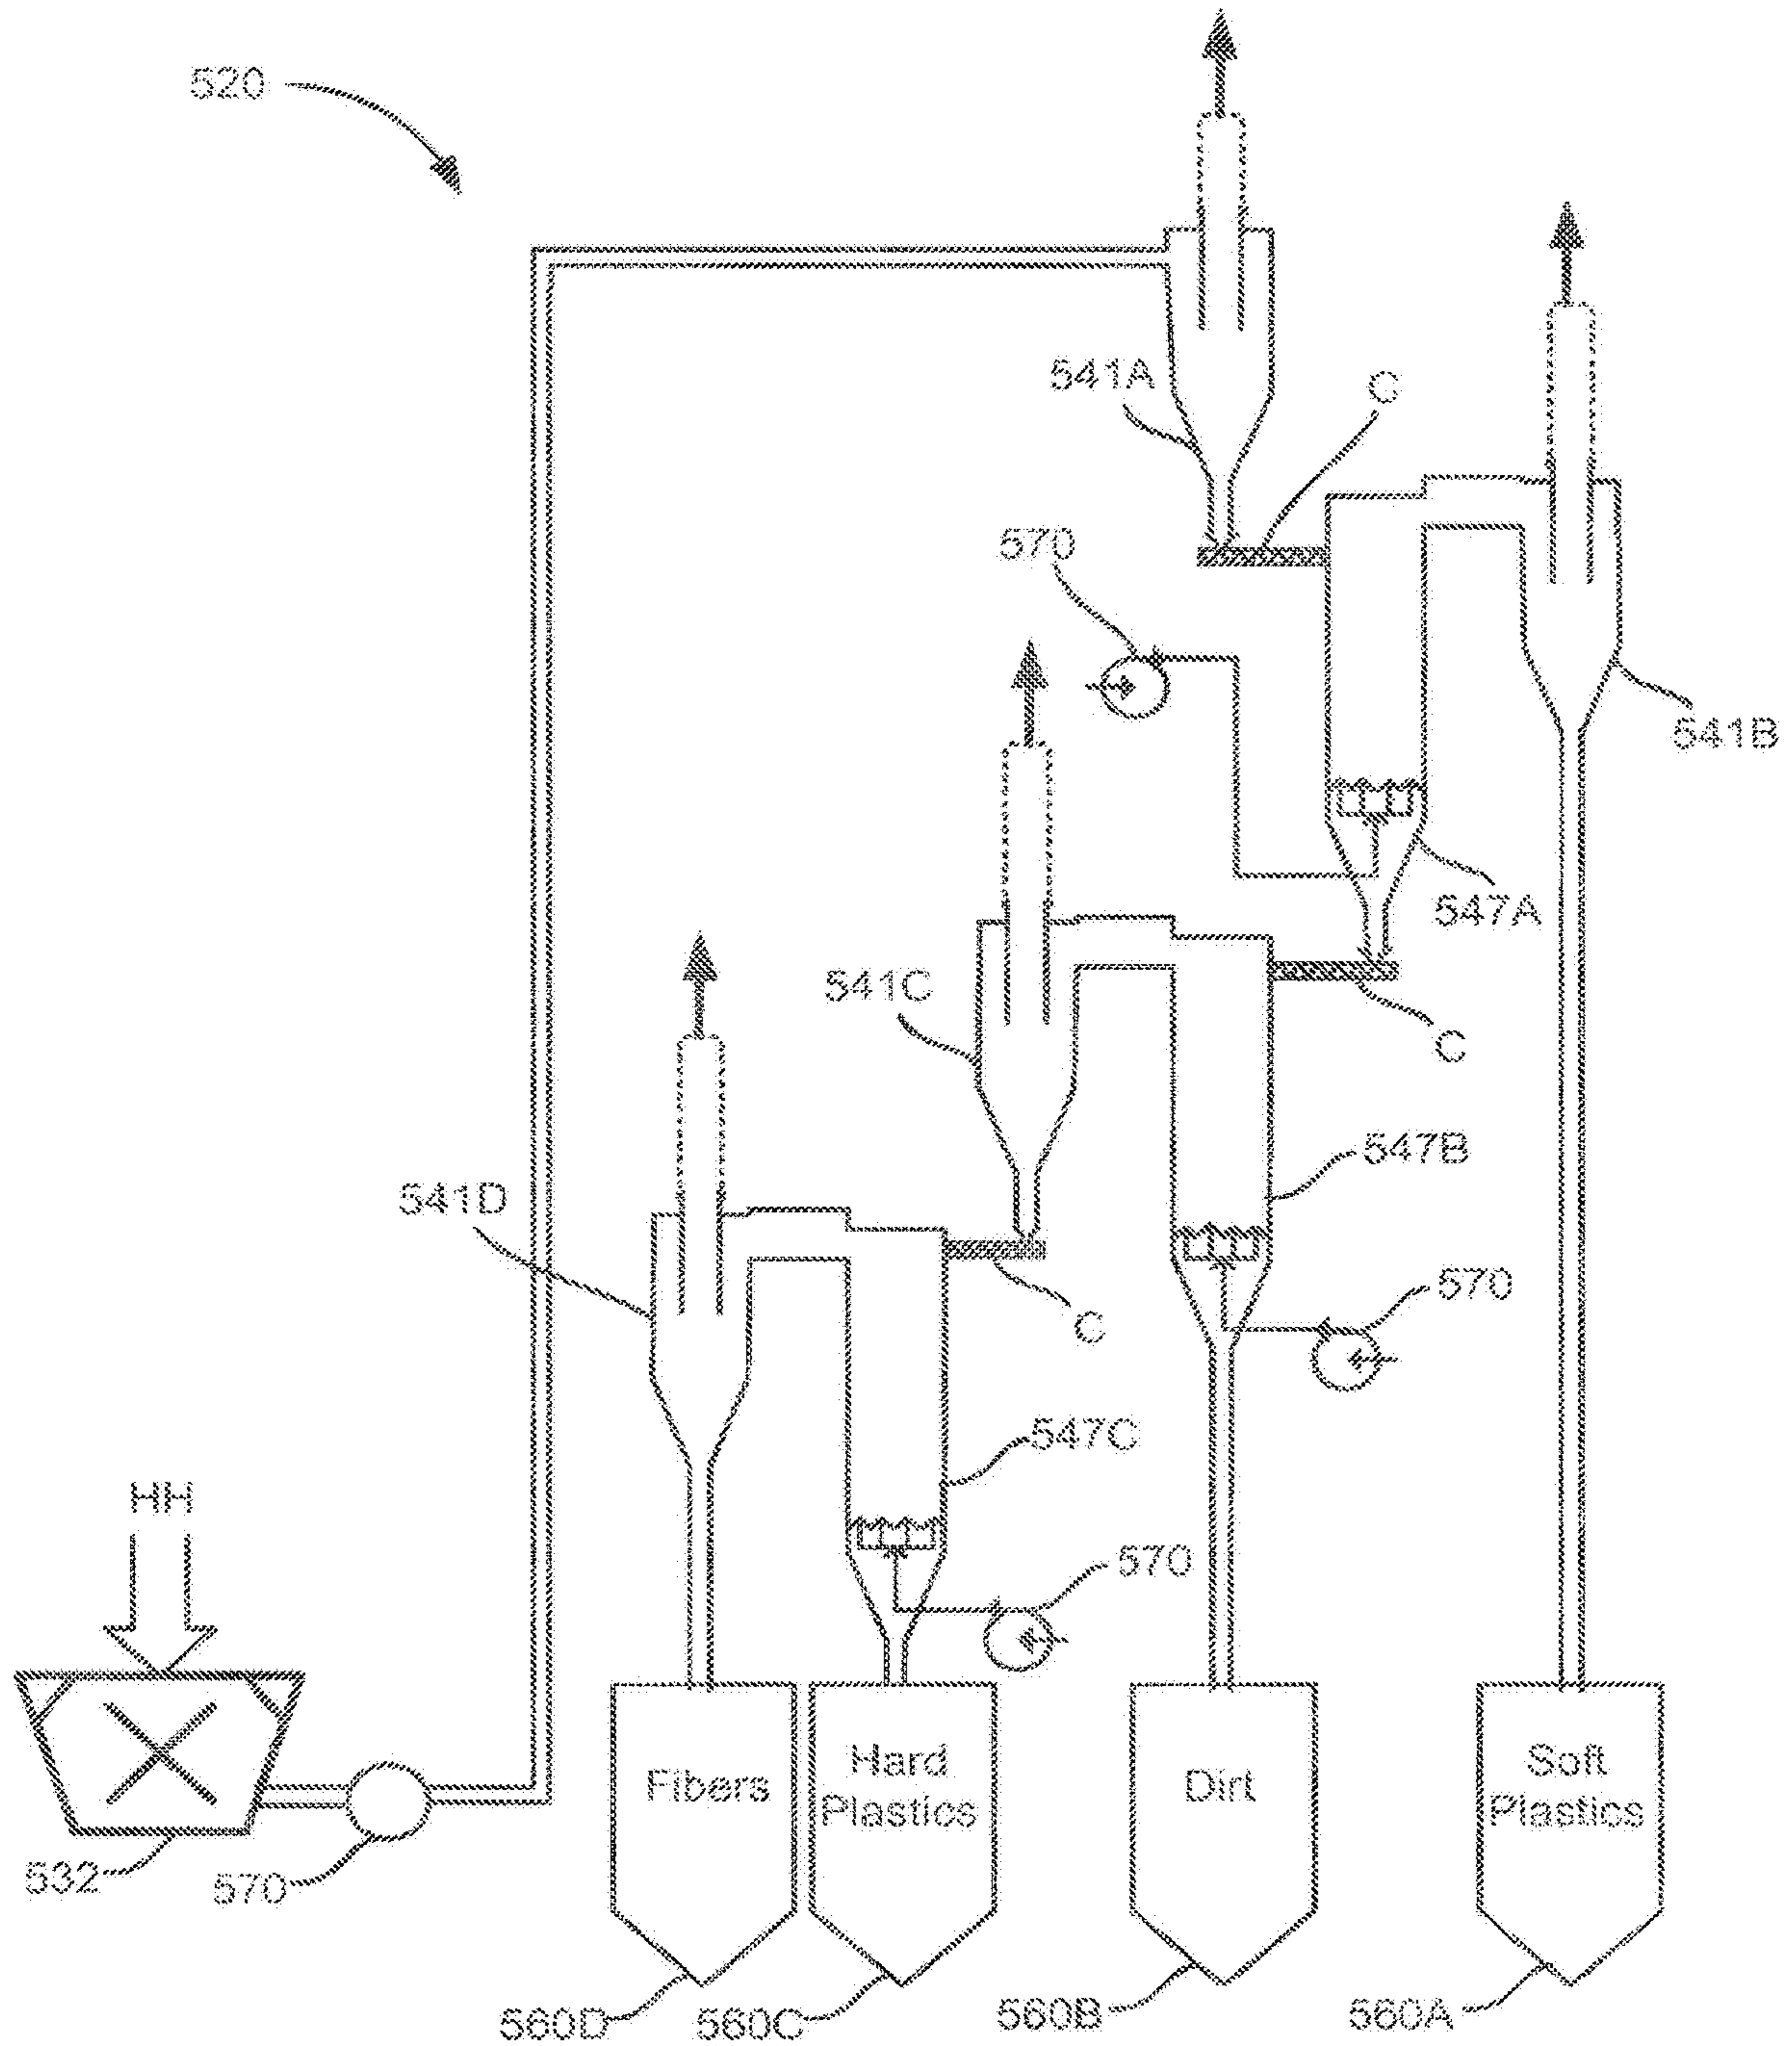 520
541A
C
570
541B
547A
541C
C
547B
541D
570
C
547C
HH
570
Fibers
Hard
Plastics
Dirt
Soft
Plastics
532
570
560D
560C
560B
560A